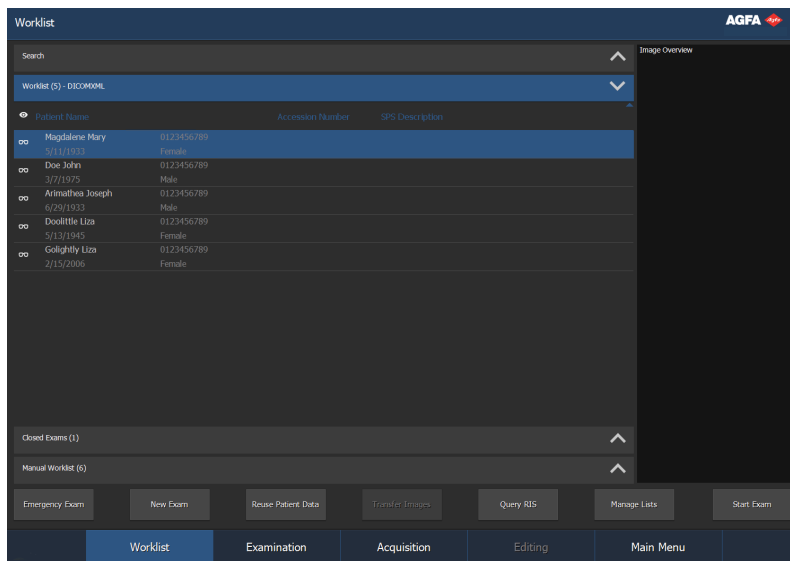 Worklist
AGFA
Search
Image Overview
Worklist (5) - DICOMXML
Patient Name Accession Number SPS Description
Magdalene Mary 0123456789
5/11/1933 Female
Doe John 0123456789
3/7/1975 Male
Arimathea Joseph 0123456789
6/29/1933 Male
Doolittle Liza 0123456789
5/13/1945 Female
Golightly Liza 0123456789
2/15/2006 Female
Closed Exams (1)
Manual Worklist (6)
Emergency Exam New Exam Reuse Patient Data Transfer Images Query RIS Manage Lists Start Exam
Worklist Examination Acquisition Editing Main Menu